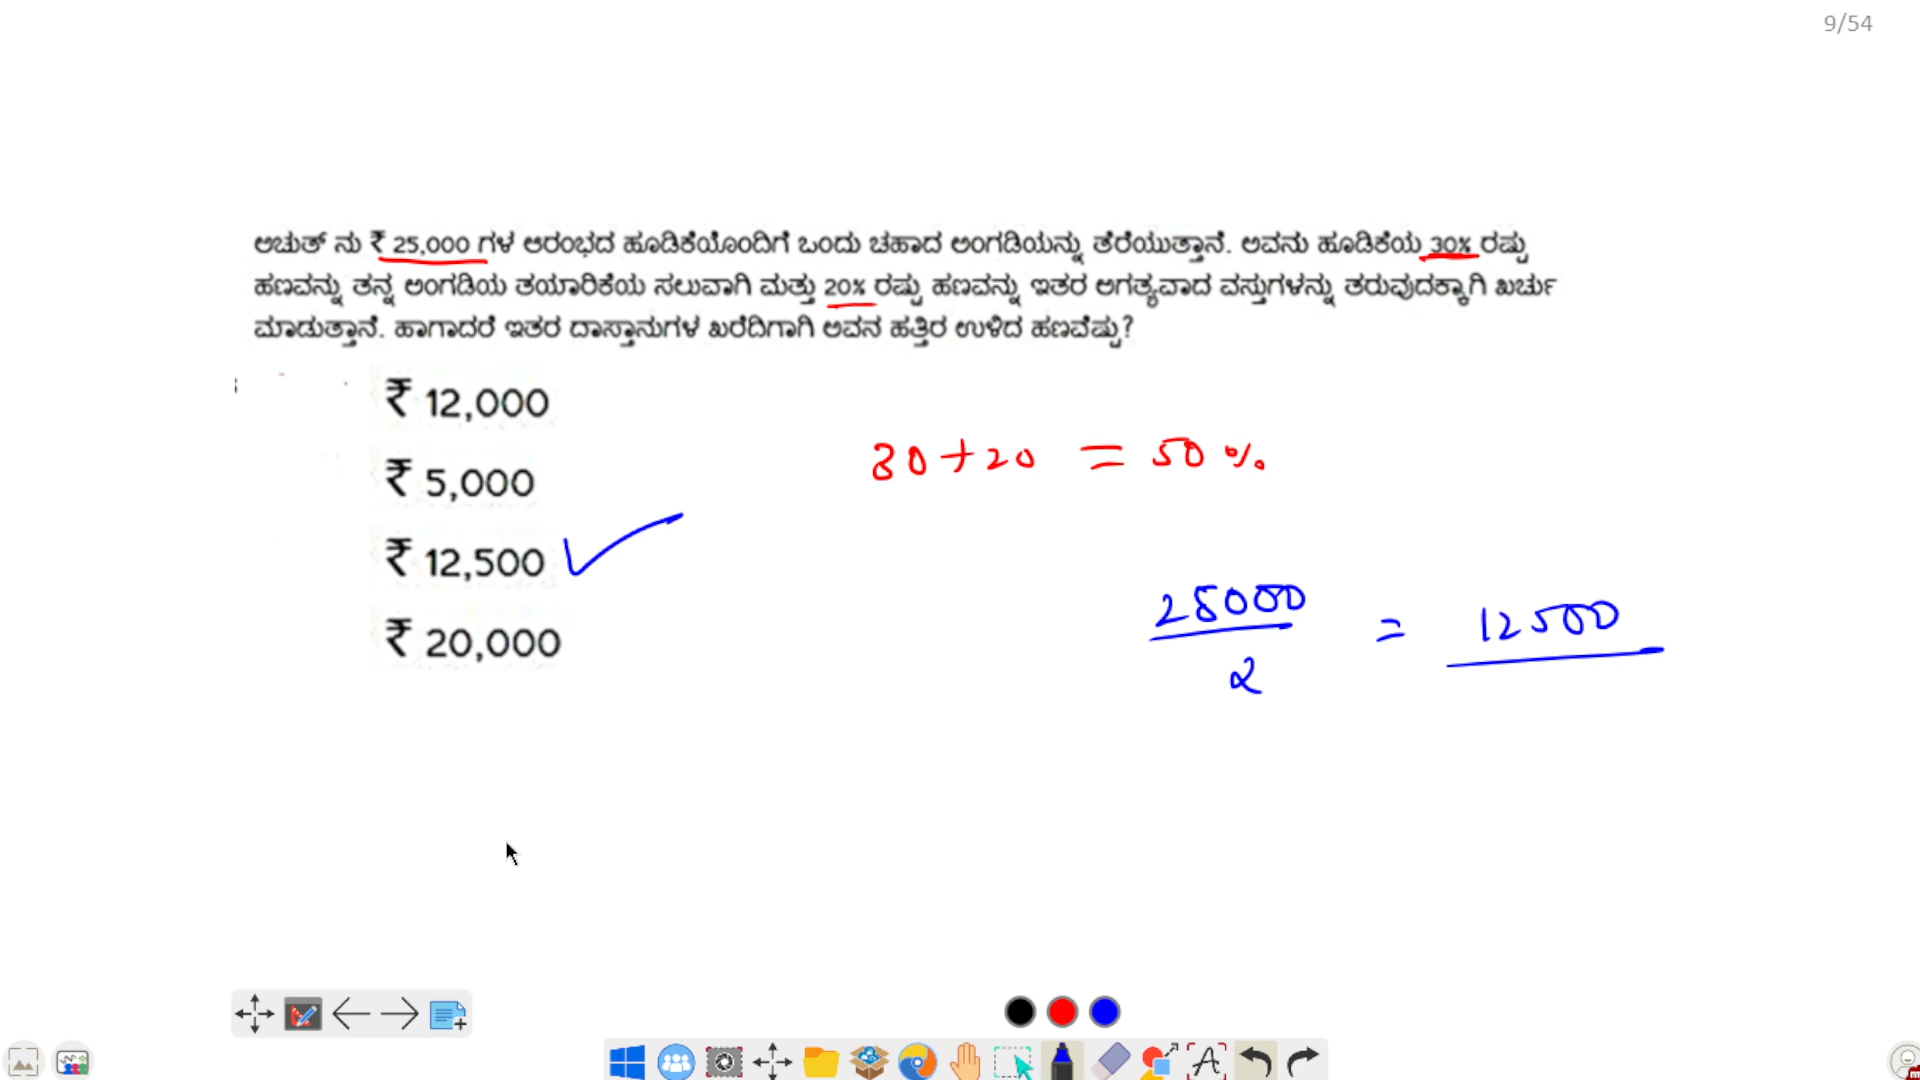 9/54
ಅಚುತ್ ನು ₹ 25,000 ಗಳ ಆರಂಭದ ಹೂಡಿಕೆಯೊಂದಿಗೆ ಒಂದು ಚಹಾದ ಅಂಗಡಿಯನ್ನು ತೆರೆಯುತ್ತಾನೆ. ಅವನು ಹೂಡಿಕೆಯ 30% ರಷ್ಟು
ಹಣವನ್ನು ತನ್ನ ಅಂಗಡಿಯ ತಯಾರಿಕೆಯ ಸಲುವಾಗಿ ಮತ್ತು 20% ರಷ್ಟು ಹಣವನ್ನು ಇತರ ಅಗತ್ಯವಾದ ವಸ್ತುಗಳನ್ನು ತರುವುದಕ್ಕಾಗಿ ಖರ್ಚು
ಮಾಡುತ್ತಾನೆ. ಹಾಗಾದರೆ ಇತರ ದಾಸ್ತಾನುಗಳ ಖರೆದಿಗಾಗಿ ಅವನ ಹತ್ತಿರ ಉಳಿದ ಹಣವೆಷ್ಟು?
₹ 12,000
₹ 5,000
₹ 12,500
₹ 20,000
30+20 = 50%
25000
2
= 12500